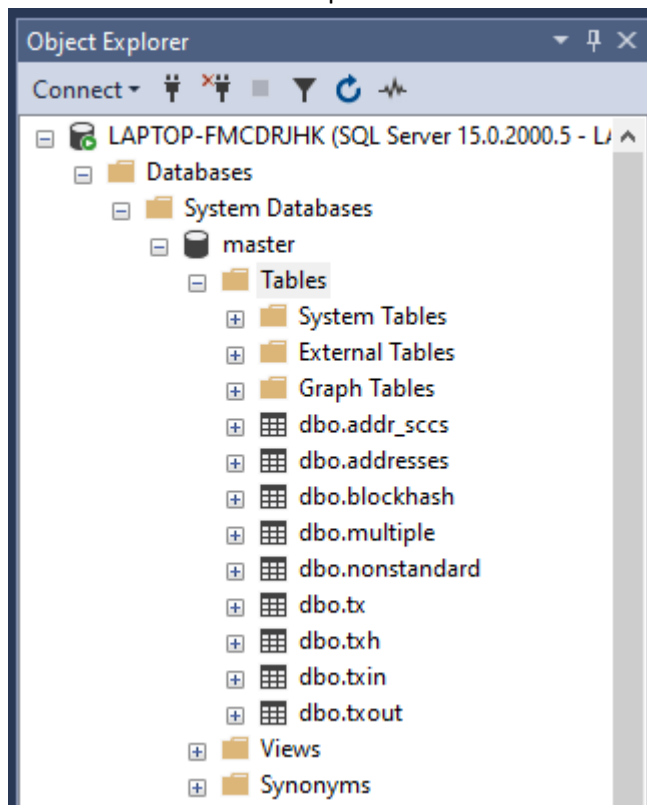 Object Explorer
Connect
LAPTOP-FMCDRJHK (SQL Server 15.0.2000.5 - LA
Databases
System Databases
master
Tables
System Tables
External Tables
Graph Tables
dbo.addr_sccs
dbo.addresses
dbo.blockhash
dbo.multiple
dbo.nonstandard
dbo.tx
dbo.txh
dbo.txin
dbo.txout
Views
Synonyms